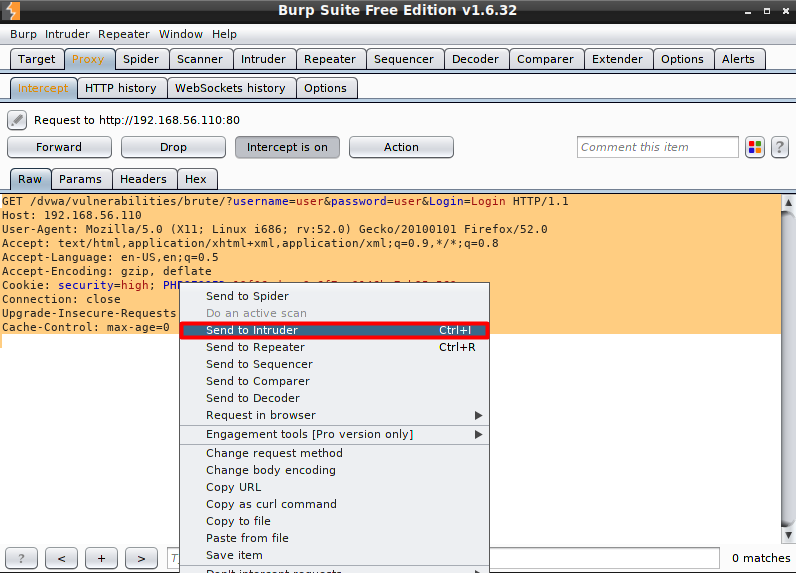 Burp Suite Free Edition v1.6.32
Burp Intruder Repeater Window Help
Target Proxy Spider Scanner Intruder Repeater Sequencer Decoder Comparer Extender Options Alerts
Intercept HTTP history WebSockets history Options
Request to http://192.168.56.110:80
Forward Drop Intercept is on Action Comment this item ?
Raw Params Headers Hex
GET /dvwa/vulnerabilities/brute/?username=user&password=user&Login=Login HTTP/1.1
Host: 192.168.56.110
User-Agent: Mozilla/5.0 (X11; Linux i686; rv:52.0) Gecko/20100101 Firefox/52.0
Accept: text/html,application/xhtml+xml,application/xml;q=0.9,*/*;q=0.8
Accept-Language: en-US,en;q=0.5
Accept-Encoding: gzip, deflate
Cookie: security=high;
Connection: close
Upgrade-Insecure-Requests
Cache-Control: max-age=0
Send to Spider
Do an active scan
Send to Intruder Ctrl+I
Send to Repeater Ctrl+R
Send to Sequencer
Send to Comparer
Send to Decoder
Request in browser
Engagement tools [Pro version only]
Change request method
Change body encoding
Copy URL
Copy as curl command
Copy to file
Paste from file
Save item
Don't intercept requests
? < + > 0 matches